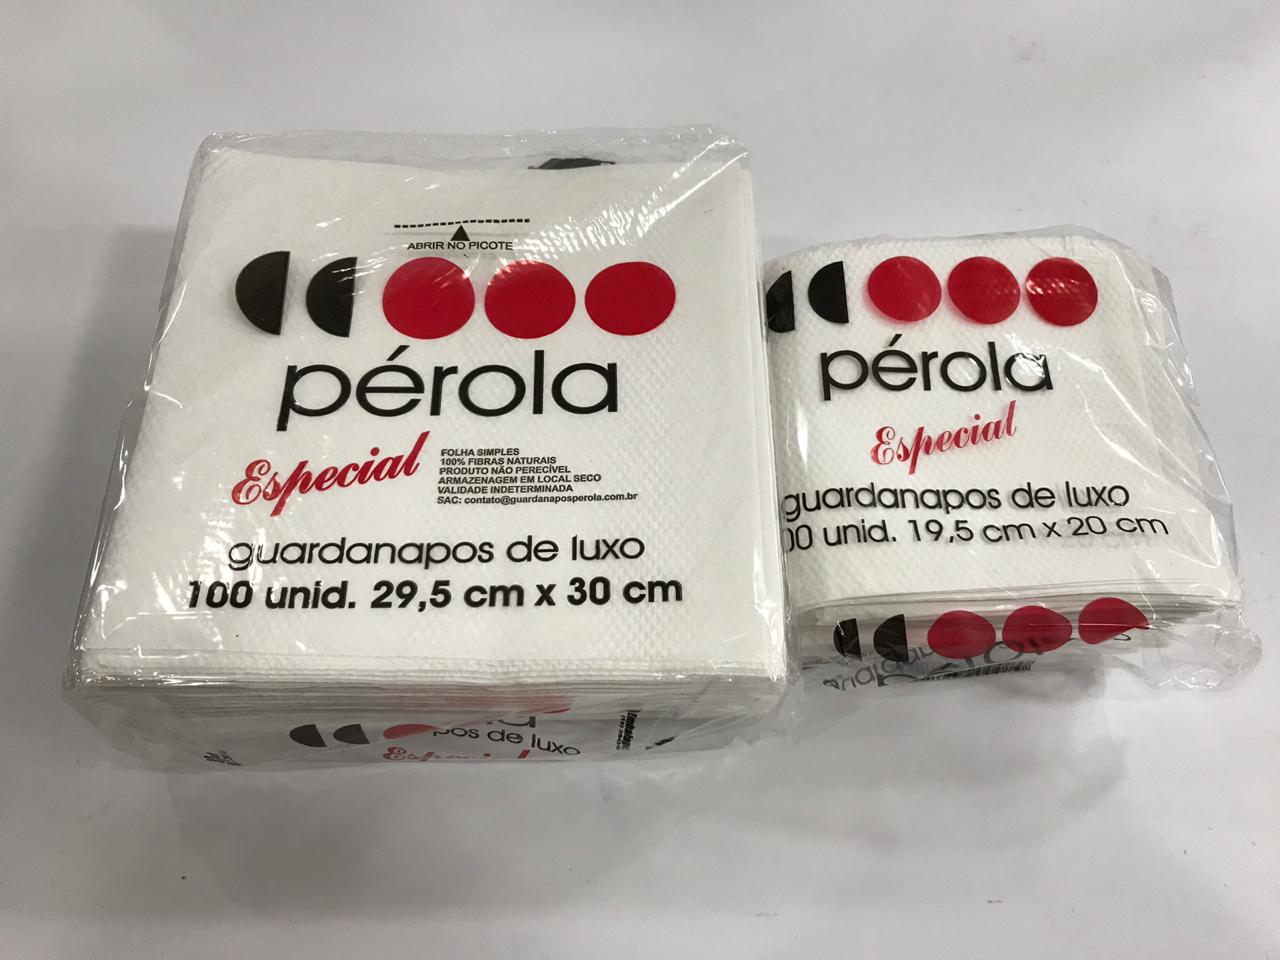 ABRIR NO PICOTE
pérola
Especial
FOLHA SIMPLES
100% FIBRAS NATURAIS
PRODUTO NÃO PERECÍVEL
ARMAZENAGEM EM LOCAL SECO
VALIDADE INDETERMINADA
SAC: contato@guardanaposperola.com.br
guardanapos de luxo
100 unid. 29,5 cm x 30 cm
pos de luxo
Especial
pérola
Especial
guardanapos de luxo
00 unid. 19,5 cm x 20 cm